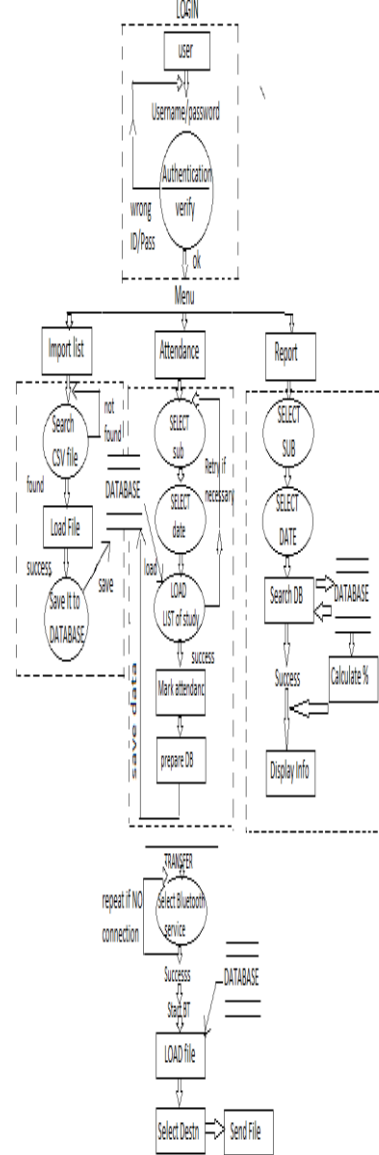 LOGIN
user
Username/password
Authentication
verify
wrong
ID/Pass
ok
Menu
Import list
Attendance
Report
Search
CSV file
not
found
found
Load File
success
Save It to
DATABASE
save
DATABASE
SELECT
sub
SELECT
date
Retry if
necessary
load
LOAD
LIST of study
success
Mark attendanc
save data
prepare DB
SELECT
SUB
SELECT
DATE
Search DB
DATABASE
Success
Calculate %
Display Info
TRANSFER
Select Bluetooth
service
repeat if NO
connection
Successs
Start BT
DATABASE
LOAD file
Select Destn
Send File